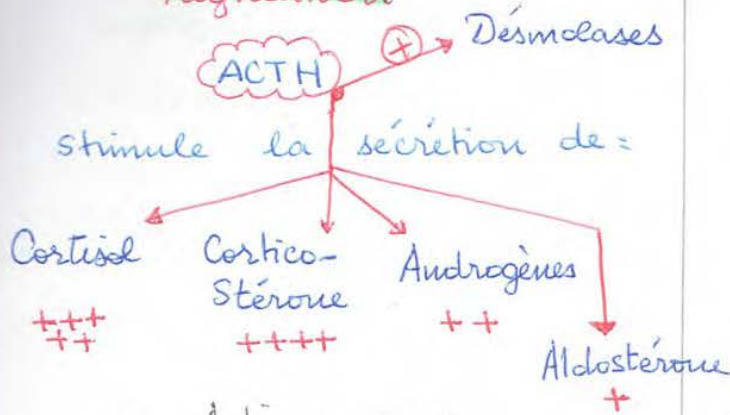 ACTH
+
Désmolases
stimule la sécrétion de =
Cortisol
+++
++
Cortico-
Stérone
++++
Androgènes
++
Aldostérone
+